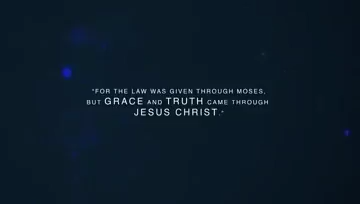 "FOR THE LAW WAS GIVEN THROUGH MOSES,
BUT GRACE AND TRUTH CAME THROUGH
JESUS CHRIST."